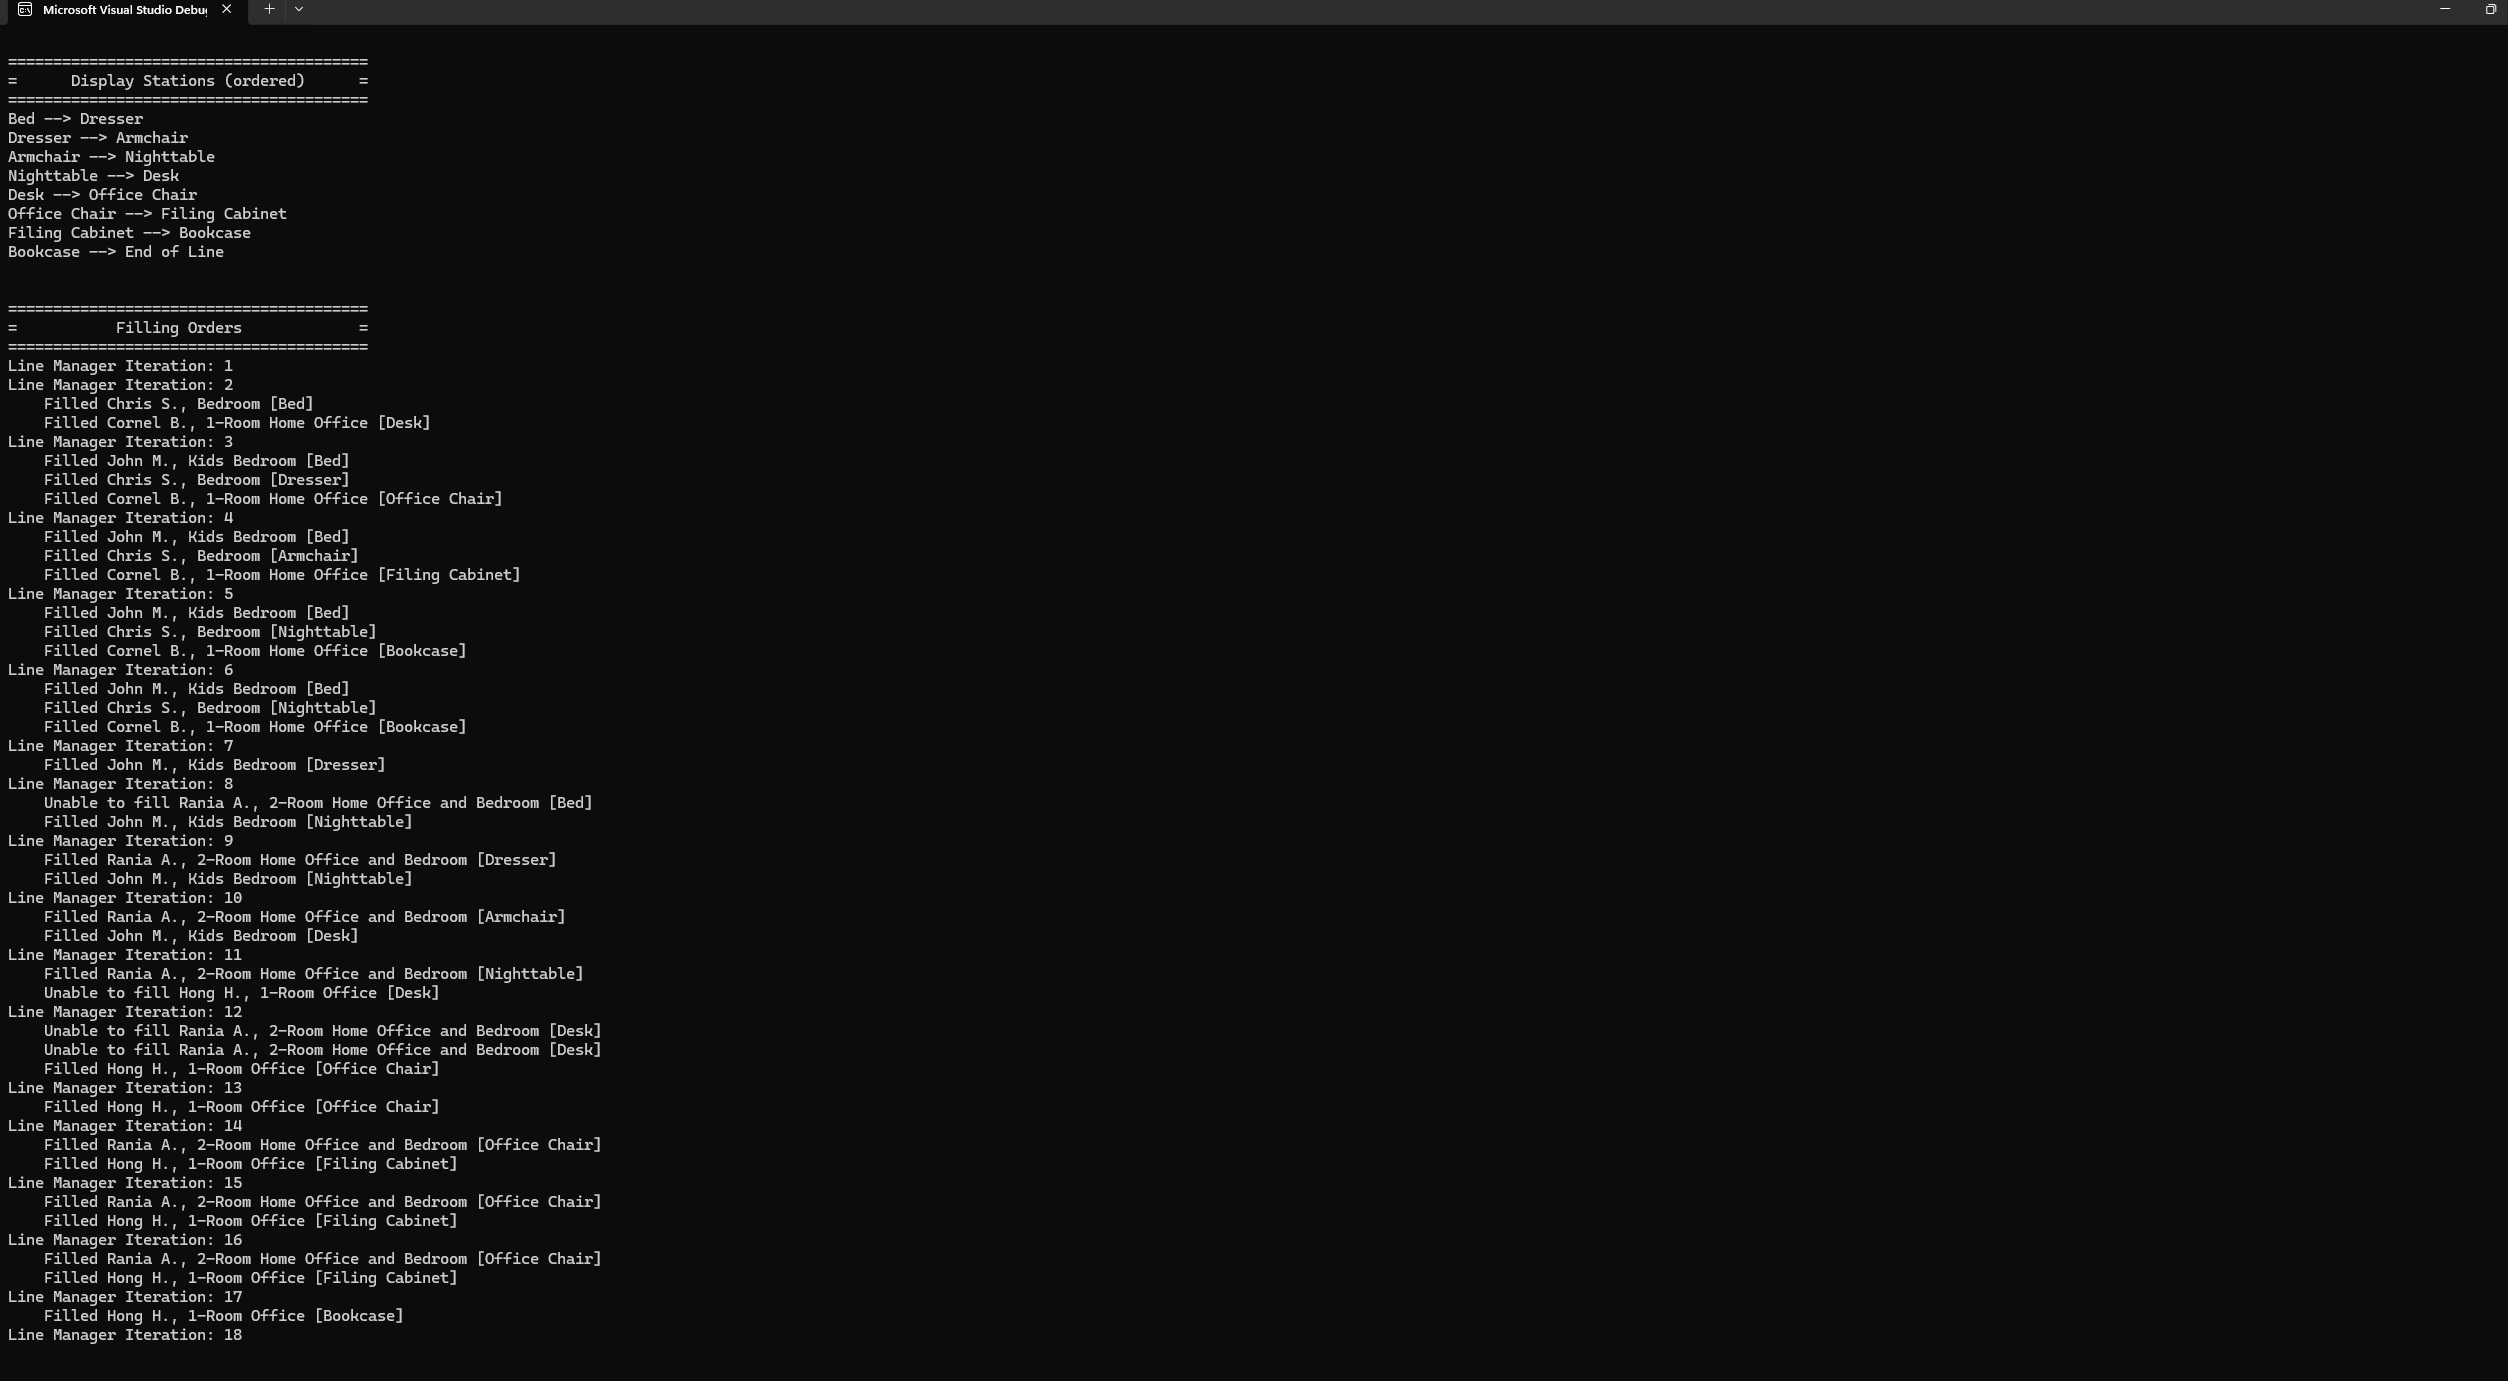 Microsoft Visual Studio Debu
========================================
=      Display Stations (ordered)      =
========================================
Bed --> Dresser
Dresser --> Armchair
Armchair --> Nighttable
Nighttable --> Desk
Desk --> Office Chair
Office Chair --> Filing Cabinet
Filing Cabinet --> Bookcase
Bookcase --> End of Line
========================================
=           Filling Orders             =
========================================
Line Manager Iteration: 1
Line Manager Iteration: 2
    Filled Chris S., Bedroom [Bed]
    Filled Cornel B., 1-Room Home Office [Desk]
Line Manager Iteration: 3
    Filled John M., Kids Bedroom [Bed]
    Filled Chris S., Bedroom [Dresser]
    Filled Cornel B., 1-Room Home Office [Office Chair]
Line Manager Iteration: 4
    Filled John M., Kids Bedroom [Bed]
    Filled Chris S., Bedroom [Armchair]
    Filled Cornel B., 1-Room Home Office [Filing Cabinet]
Line Manager Iteration: 5
    Filled John M., Kids Bedroom [Bed]
    Filled Chris S., Bedroom [Nighttable]
    Filled Cornel B., 1-Room Home Office [Bookcase]
Line Manager Iteration: 6
    Filled John M., Kids Bedroom [Bed]
    Filled Chris S., Bedroom [Nighttable]
    Filled Cornel B., 1-Room Home Office [Bookcase]
Line Manager Iteration: 7
    Filled John M., Kids Bedroom [Dresser]
Line Manager Iteration: 8
    Unable to fill Rania A., 2-Room Home Office and Bedroom [Bed]
    Filled John M., Kids Bedroom [Nighttable]
Line Manager Iteration: 9
    Filled Rania A., 2-Room Home Office and Bedroom [Dresser]
    Filled John M., Kids Bedroom [Nighttable]
Line Manager Iteration: 10
    Filled Rania A., 2-Room Home Office and Bedroom [Armchair]
    Filled John M., Kids Bedroom [Desk]
Line Manager Iteration: 11
    Filled Rania A., 2-Room Home Office and Bedroom [Nighttable]
    Unable to fill Hong H., 1-Room Office [Desk]
Line Manager Iteration: 12
    Unable to fill Rania A., 2-Room Home Office and Bedroom [Desk]
    Unable to fill Rania A., 2-Room Home Office and Bedroom [Desk]
    Filled Hong H., 1-Room Office [Office Chair]
Line Manager Iteration: 13
    Filled Hong H., 1-Room Office [Office Chair]
Line Manager Iteration: 14
    Filled Rania A., 2-Room Home Office and Bedroom [Office Chair]
    Filled Hong H., 1-Room Office [Filing Cabinet]
Line Manager Iteration: 15
    Filled Rania A., 2-Room Home Office and Bedroom [Office Chair]
    Filled Hong H., 1-Room Office [Filing Cabinet]
Line Manager Iteration: 16
    Filled Rania A., 2-Room Home Office and Bedroom [Office Chair]
    Filled Hong H., 1-Room Office [Filing Cabinet]
Line Manager Iteration: 17
    Filled Hong H., 1-Room Office [Bookcase]
Line Manager Iteration: 18